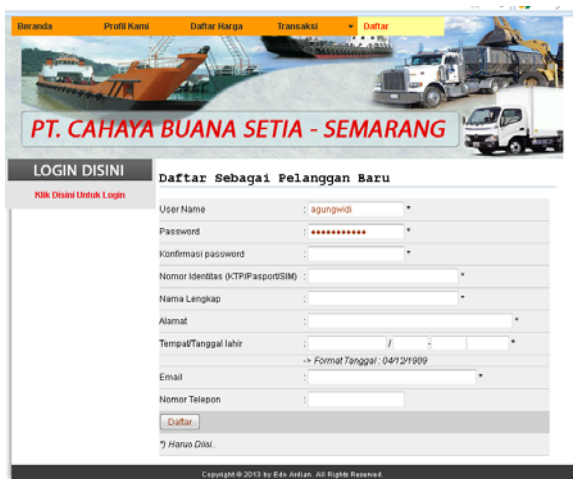 Beranda Profil Kami Daftar Harga Transaksi Daftar
PT. CAHAYA BUANA SETIA - SEMARANG
LOGIN DISINI
Klik Disini Untuk Login
Daftar Sebagai Pelanggan Baru
User Name : agungwidi *
Password : ●●●●●●●●●●● *
Konfirmasi password : *
Nomor Identitas (KTP/Pasport/SIM) : *
Nama Lengkap : *
Alamat : *
Tempat/Tanggal lahir : / - *
-> Format Tanggal : 04/12/1989
Email : *
Nomor Telepon :
Daftar
*) Harus Diisi..
Copyright © 2013 by Edo Ardian. All Rights Reserved.